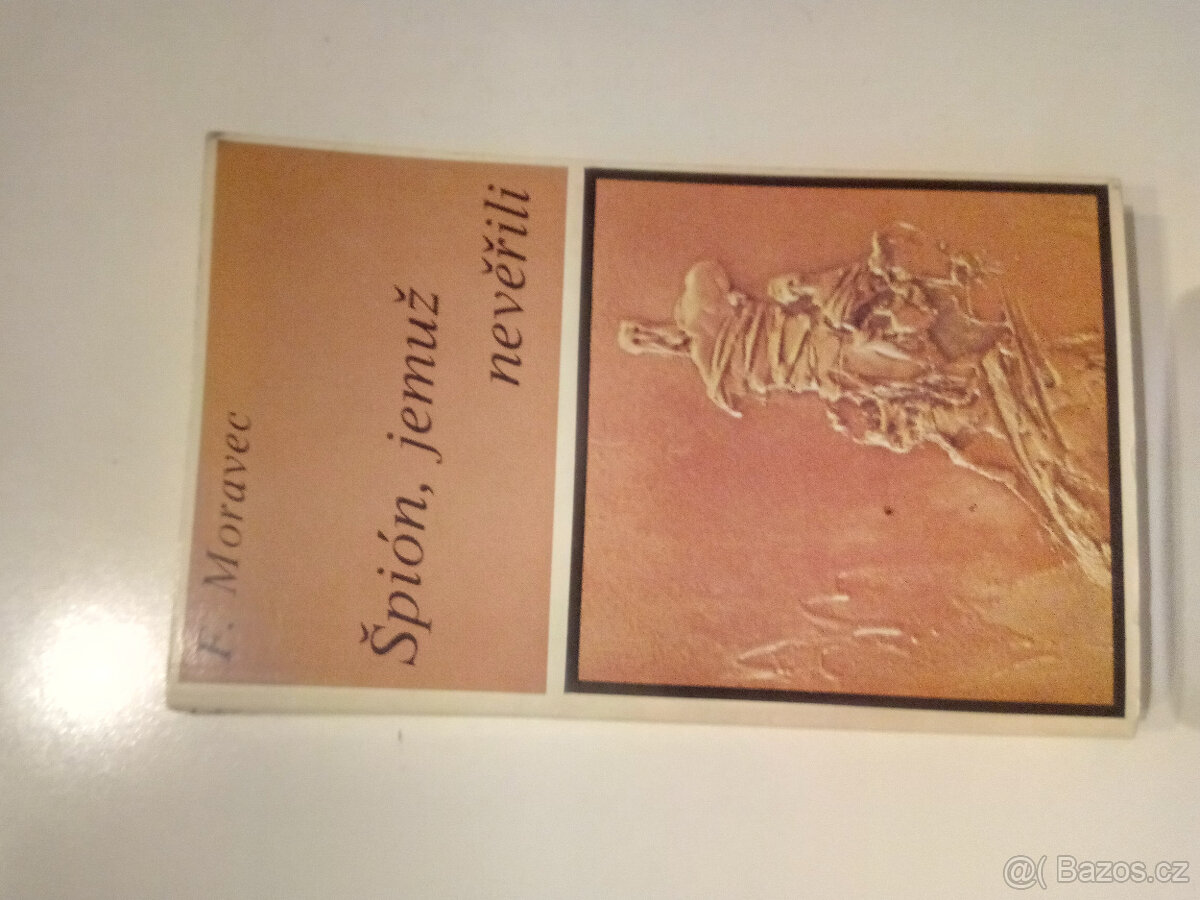 F. Moravec
Špión, jemuž
nevěřili
@( Bazos.cz